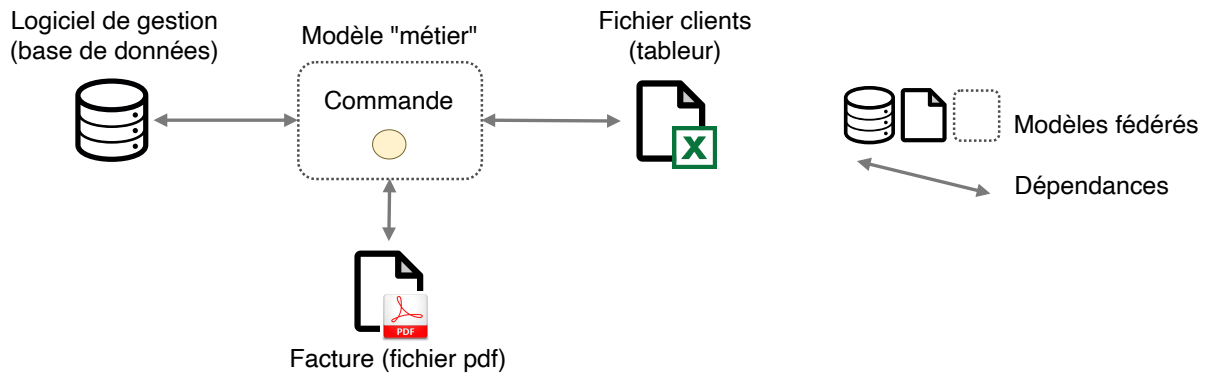 Logiciel de gestion
(base de données)
Modèle "métier"
Fichier clients
(tableur)
Commande
X
Modèles fédérés
Dépendances
PDF
Facture (fichier pdf)